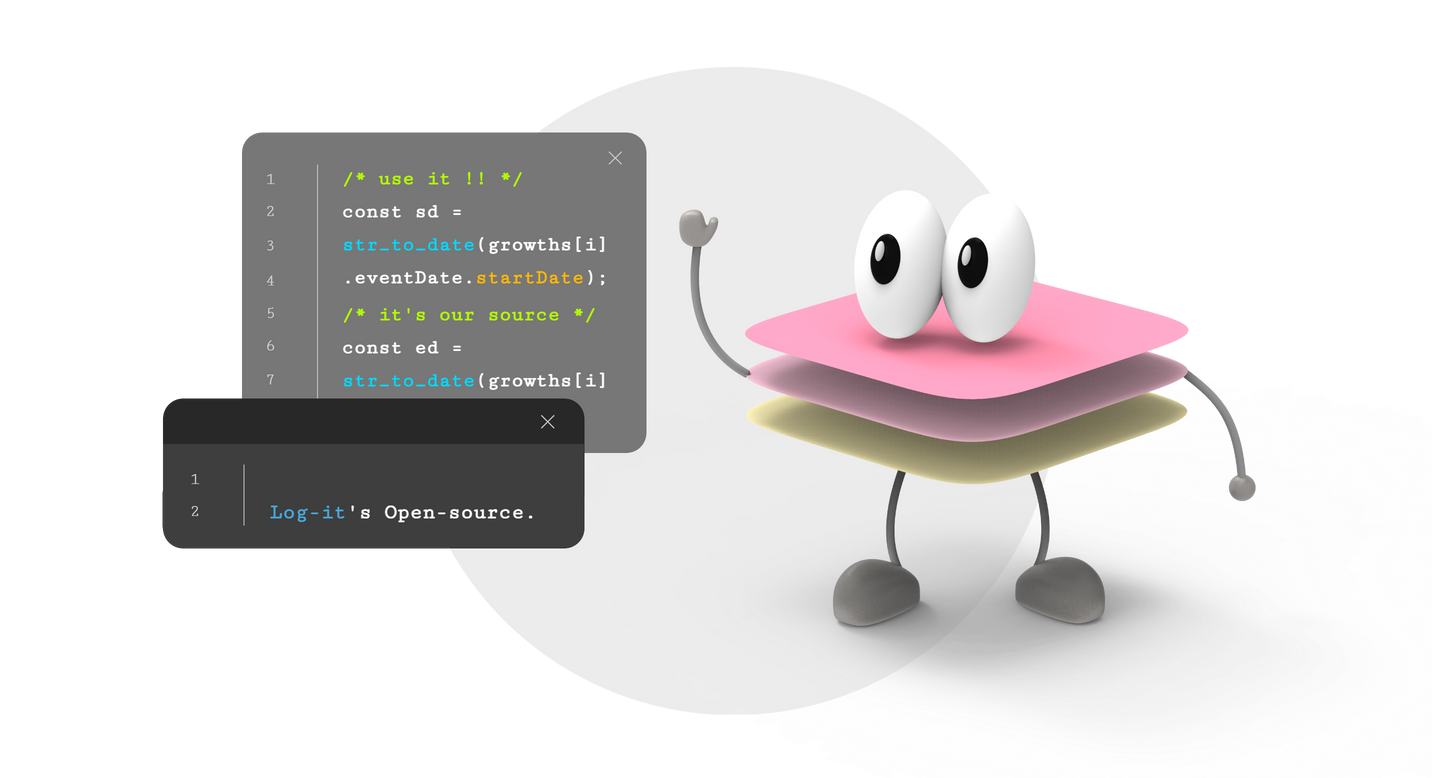 1 /* use it !! */
2 const sd =
3 str_to_date(growths[i]
4 .eventDate.startDate);
5 /* it's our source */
6 const ed =
7 str_to_date(growths[i]
1
2 Log-it's Open-source.